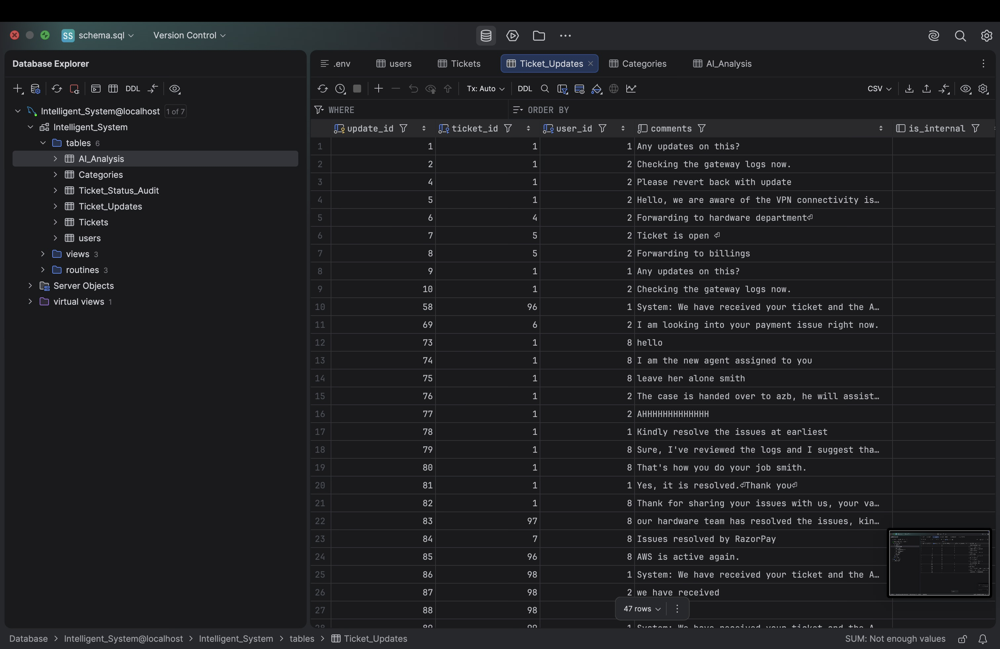 SS schema.sql Version Control
Database Explorer
.env users Tickets Ticket_Updates Categories AI_Analysis
DDL
Tx: Auto DDL CSV
Intelligent_System@localhost 1 of 7
Intelligent_System
tables 6
AI_Analysis
Categories
Ticket_Status_Audit
Ticket_Updates
Tickets
users
views 3
routines 3
Server Objects
virtual views 1
WHERE ORDER BY
update_id ticket_id user_id comments is_internal
1 1 1 1 Any updates on this?
2 2 1 2 Checking the gateway logs now.
3 4 1 2 Please revert back with update
4 5 1 2 Hello, we are aware of the VPN connectivity is…
5 6 4 2 Forwarding to hardware department⏎
6 7 5 2 Ticket is open ⏎
7 8 5 2 Forwarding to billings
8 9 1 1 Any updates on this?
9 10 1 2 Checking the gateway logs now.
10 58 96 1 System: We have received your ticket and the A…
11 69 6 2 I am looking into your payment issue right now.
12 73 1 8 hello
13 74 1 8 I am the new agent assigned to you
14 75 1 8 leave her alone smith
15 76 1 2 The case is handed over to azb, he will assist…
16 77 1 2 AHHHHHHHHHHHHH
17 78 1 1 Kindly resolve the issues at earliest
18 79 1 8 Sure, I've reviewed the logs and I suggest tha…
19 80 1 8 That's how you do your job smith.
20 81 1 1 Yes, it is resolved.⏎Thank you⏎
21 82 1 8 Thank for sharing your issues with us, your va…
22 83 97 8 our hardware team has resolved the issues, kin…
23 84 7 8 Issues resolved by RazorPay
24 85 96 8 AWS is active again.
25 86 98 1 System: We have received your ticket and the A…
26 87 98 2 we have received
27 88 98
47 rows
28 89 99 1 System: We have received your ticket and the A…
Database > Intelligent_System@localhost > Intelligent_System > tables > Ticket_Updates
SUM: Not enough values